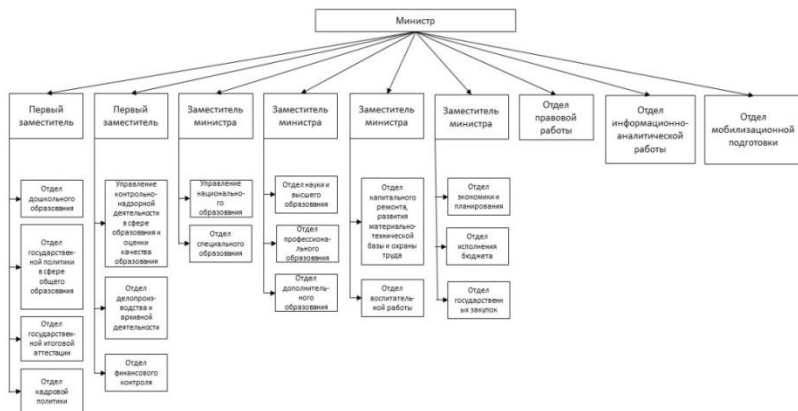 Министр
Первый
заместитель
Первый
заместитель
Заместитель
министра
Заместитель
министра
Заместитель
министра
Заместитель
министра
Отдел
правовой
работы
Отдел
информационно-
аналитической
работы
Отдел
мобилизационной
подготовки
Отдел
дошкольного
образования
Отдел
государственной
политики в
сфере общего
образования
Отдел
государствен-
ной итоговой
аттестации
Отдел
кадровой
политики
Управление
контрольно-
надзорной
деятельности
в сфере
образования и
оценки
качества
образования
Отдел
делопроиз-
водства и
архивной
деятельности
Отдел
финансового
контроля
Управление
национально-
го
образования
Отдел
специального
образования
Отдел науки и
высшего
образования
Отдел
профессиона-
льного
образования
Отдел
дополнитель-
ного
образования
Отдел
капитального
ремонта,
развития
материально-
технической
базы и охраны
труда
Отдел
воспитатель-
ной работы
Отдел
экономики и
планирования
Отдел
исполнения
бюджета
Отдел
государственн-
ых закупок